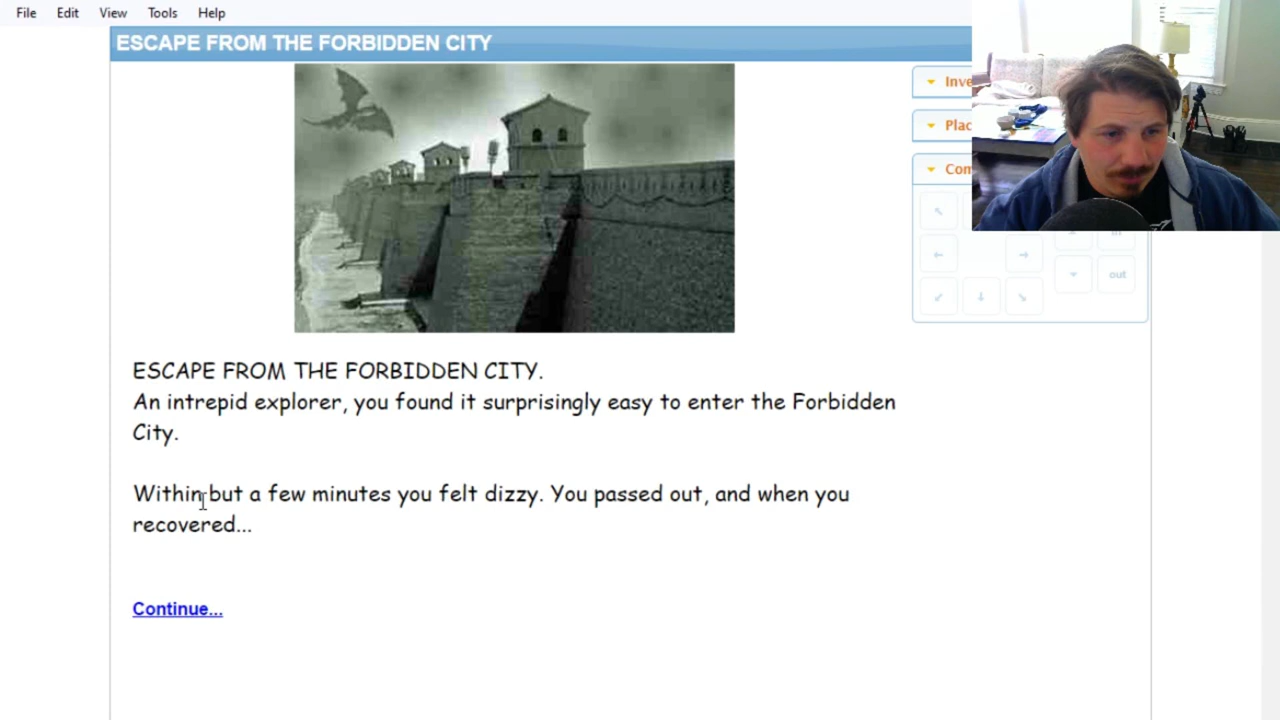 File Edit View Tools Help
ESCAPE FROM THE FORBIDDEN CITY
ESCAPE FROM THE FORBIDDEN CITY.
An intrepid explorer, you found it surprisingly easy to enter the Forbidden
City.
Within but a few minutes you felt dizzy. You passed out, and when you
recovered...
Continue...
Inve
Plac
Com
out